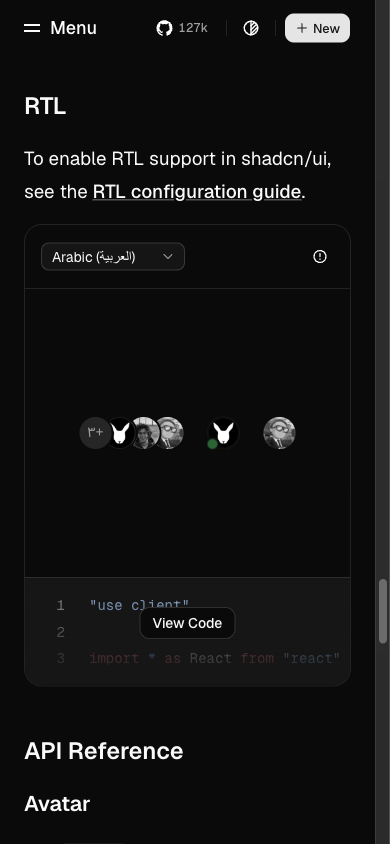 Menu
127k
+ New
RTL
To enable RTL support in shadcn/ui,
see the RTL configuration guide.
Arabic (العربية)
+٣
1 "use client"
2
View Code
3 import * as React from "react"
API Reference
Avatar